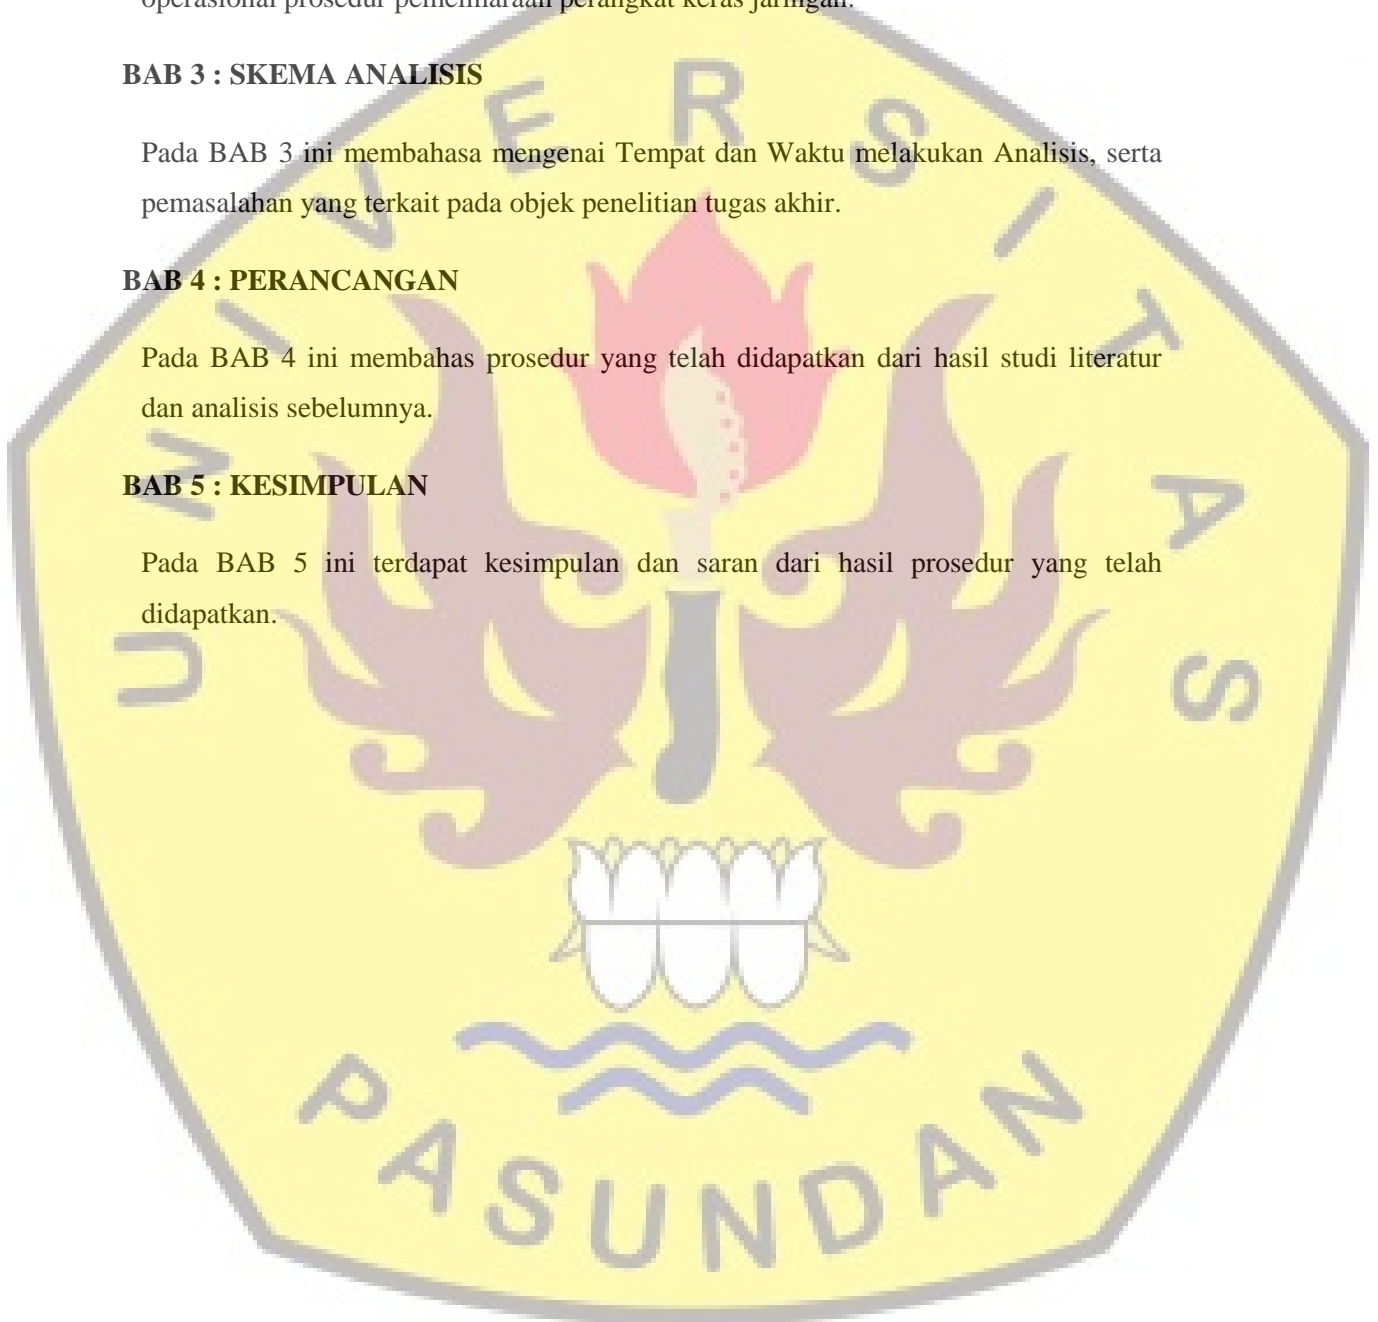 operasional prosedur pemeliharaan perangkat keras jaringan.
BAB 3 : SKEMA ANALISIS
Pada BAB 3 ini membahasa mengenai Tempat dan Waktu melakukan Analisis, serta
pemasalahan yang terkait pada objek penelitian tugas akhir.
BAB 4 : PERANCANGAN
Pada BAB 4 ini membahas prosedur yang telah didapatkan dari hasil studi literatur
dan analisis sebelumnya.
BAB 5 : KESIMPULAN
Pada BAB 5 ini terdapat kesimpulan dan saran dari hasil prosedur yang telah
didapatkan.
UNIVERSITAS
PASUNDAN